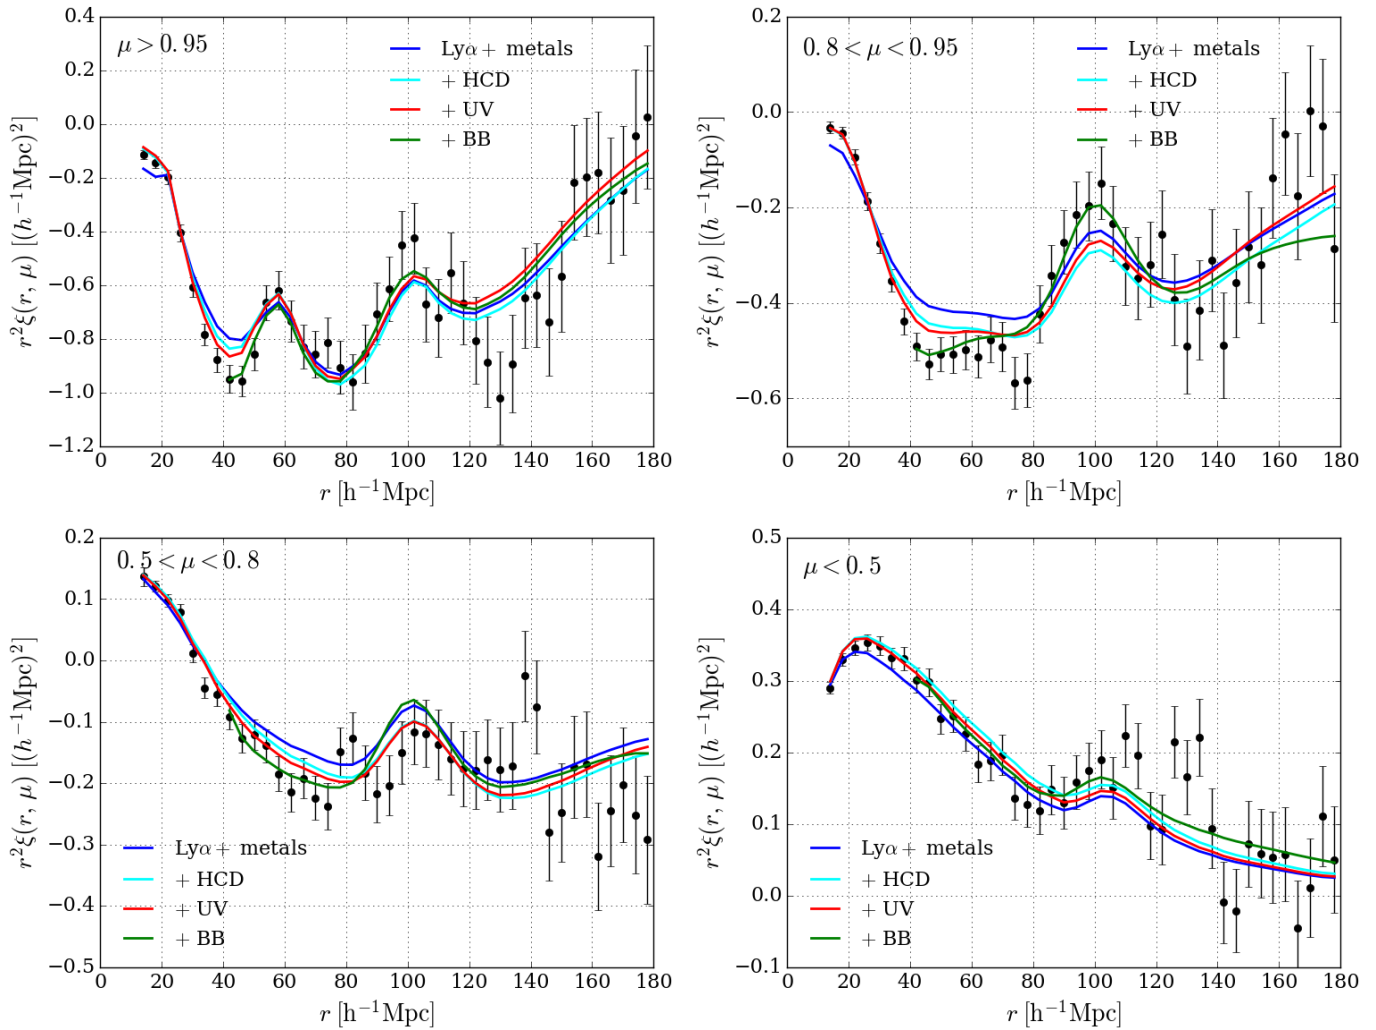 μ > 0.95
Lyα + metals
+ HCD
+ UV
+ BB
0.4
0.2
0.0
−0.2
−0.4
−0.6
−0.8
−1.0
−1.2
0 20 40 60 80 100 120 140 160 180
r²ξ(r, μ) [(h⁻¹Mpc)²]
r [h⁻¹Mpc]
0.8 < μ < 0.95
Lyα + metals
+ HCD
+ UV
+ BB
0.2
0.0
−0.2
−0.4
−0.6
0 20 40 60 80 100 120 140 160 180
r²ξ(r, μ) [(h⁻¹Mpc)²]
r [h⁻¹Mpc]
0.5 < μ < 0.8
Lyα + metals
+ HCD
+ UV
+ BB
0.2
0.1
0.0
−0.1
−0.2
−0.3
−0.4
−0.5
0 20 40 60 80 100 120 140 160 180
r²ξ(r, μ) [(h⁻¹Mpc)²]
r [h⁻¹Mpc]
μ < 0.5
Lyα + metals
+ HCD
+ UV
+ BB
0.5
0.4
0.3
0.2
0.1
0.0
−0.1
0 20 40 60 80 100 120 140 160 180
r²ξ(r, μ) [(h⁻¹Mpc)²]
r [h⁻¹Mpc]